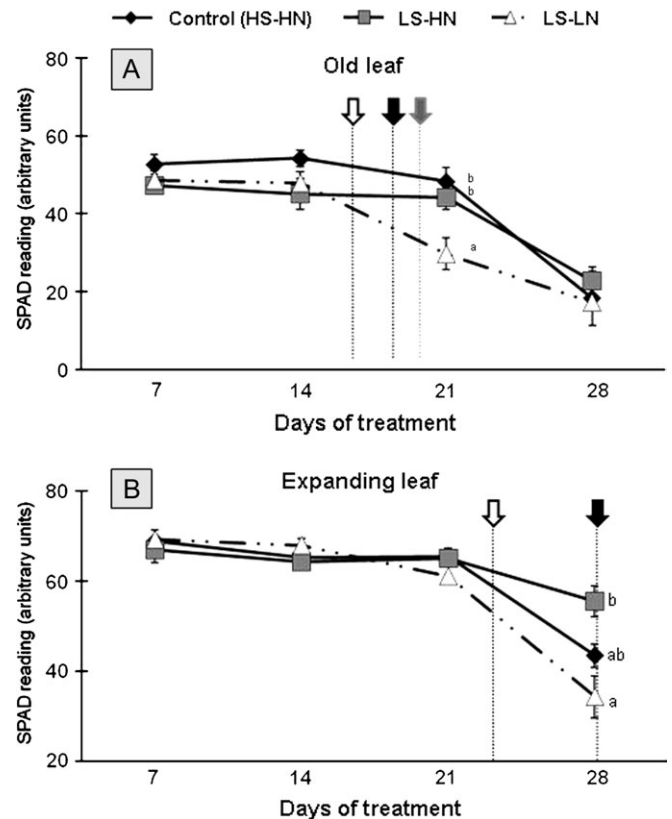 Control (HS-HN) LS-HN LS-LN
A Old leaf
SPAD reading (arbitrary units)
80
60
40
20
0
b
b
a
7 14 21 28
Days of treatment
B Expanding leaf
SPAD reading (arbitrary units)
80
60
40
20
b
ab
a
7 14 21 28
Days of treatment